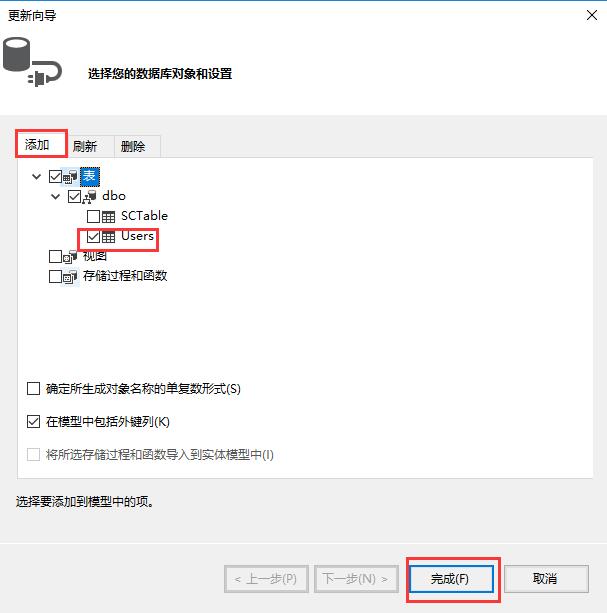 更新向导
选择您的数据库对象和设置
添加 刷新 删除
表
dbo
SCTable
Users
视图
存储过程和函数
确定所生成对象名称的单复数形式(S)
在模型中包括外键列(K)
将所选存储过程和函数导入到实体模型中(I)
选择要添加到模型中的项。
< 上一步(P) 下一步(N) > 完成(F) 取消